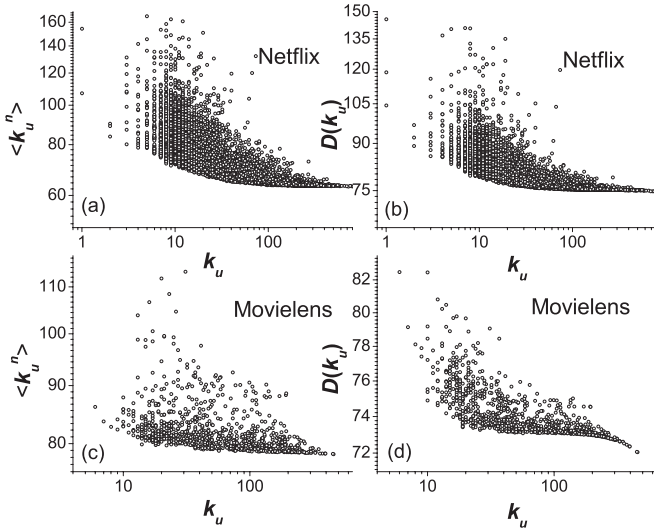 160
140
120
100
80
60
<k_u^n>
Netflix
(a)
1
10
100
k_u
150
135
120
105
90
75
D(k_u)
Netflix
(b)
1
10
100
k_u
110
100
90
80
<k_u^n>
Movielens
(c)
10
100
k_u
82
80
78
76
74
72
D(k_u)
Movielens
(d)
10
100
k_u